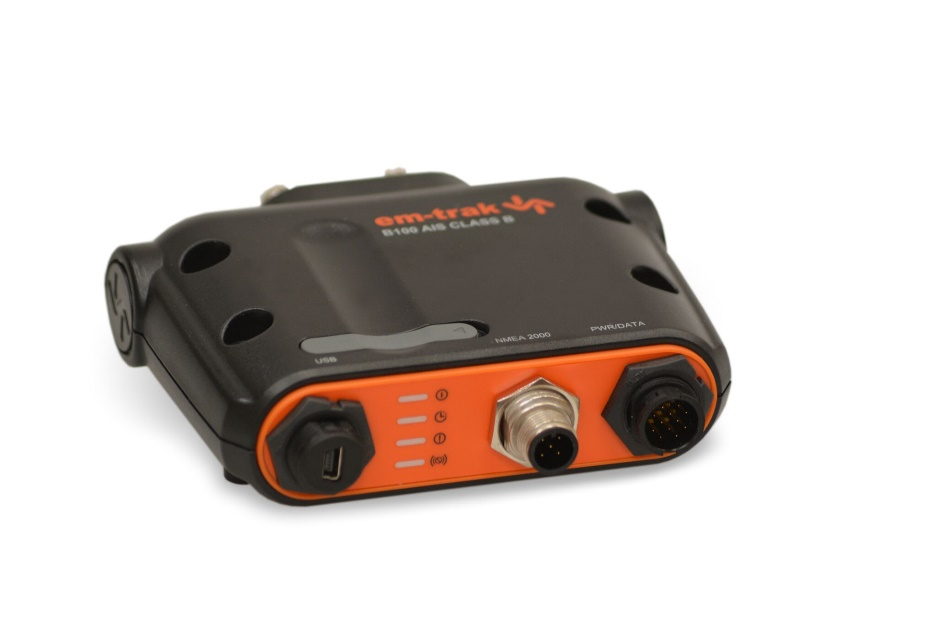 em-trak
B100 AIS CLASS B
USB
NMEA 2000
PWR/DATA